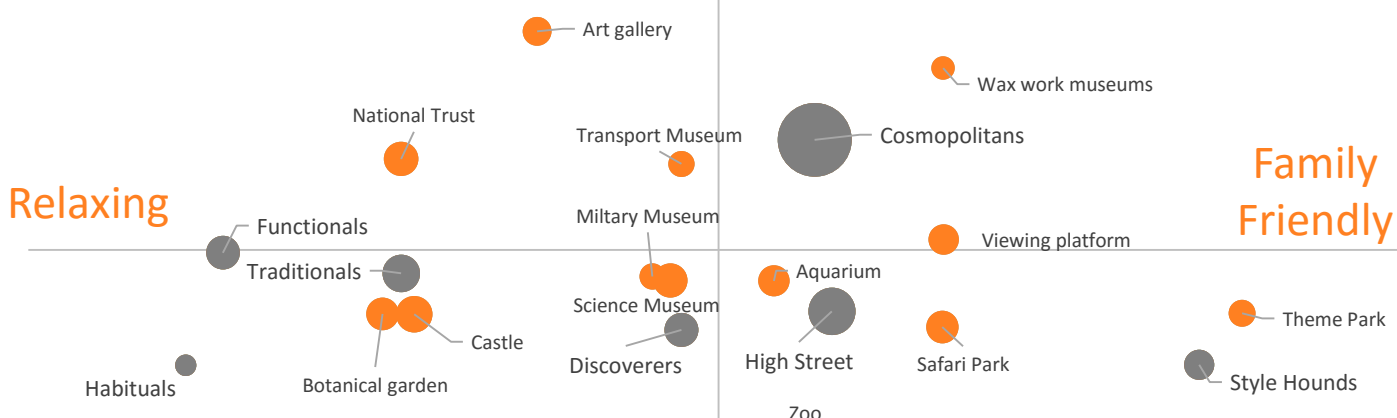 Art gallery
Wax work museums
National Trust
Transport Museum
Cosmopolitans
Family
Friendly
Relaxing
Miltary Museum
Functionals
Viewing platform
Traditionals
Aquarium
Science Museum
Theme Park
Castle
Discoverers
High Street
Safari Park
Botanical garden
Habituals
Style Hounds
Zoo